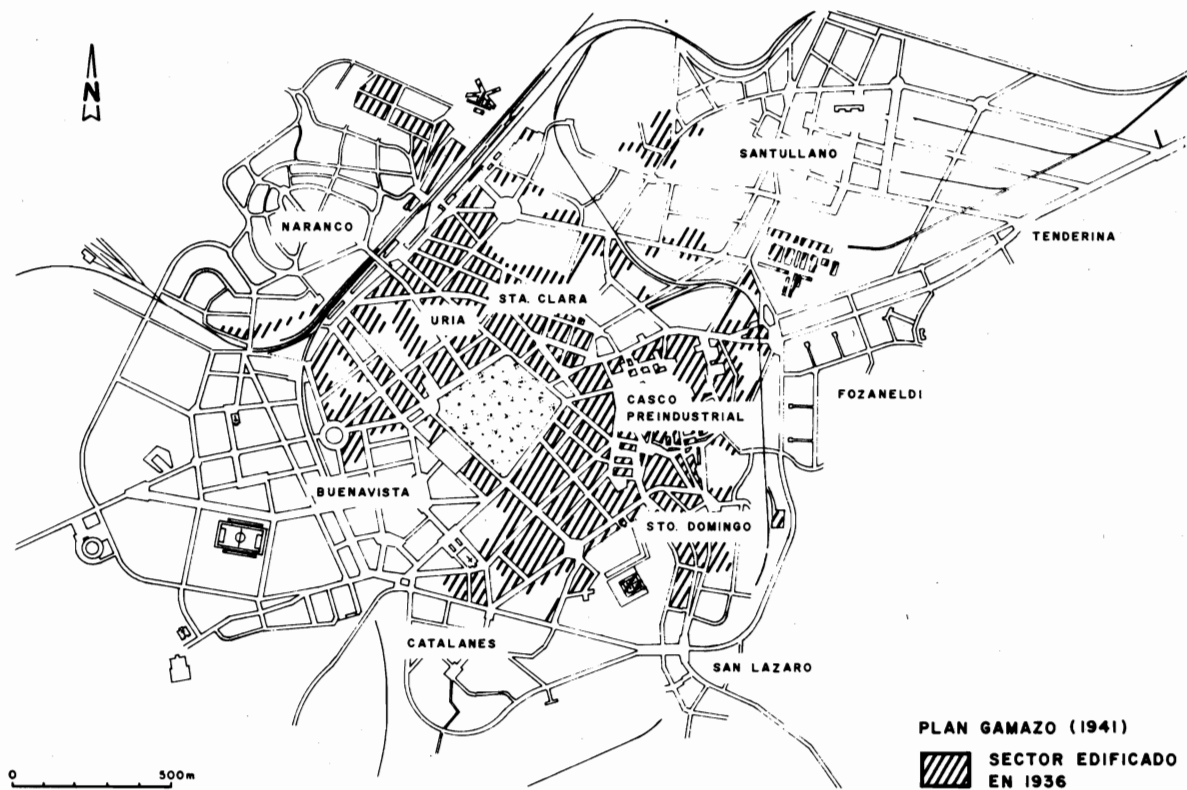 N
SANTULLANO
NARANCO
TENDERINA
STA. CLARA
URIA
CASCO
PREINDUSTRIAL
FOZANELDI
BUENAVISTA
STO. DOMINGO
CATALANES
SAN LAZARO
PLAN GAMAZO (1941)
SECTOR EDIFICADO
EN 1936
0 500m